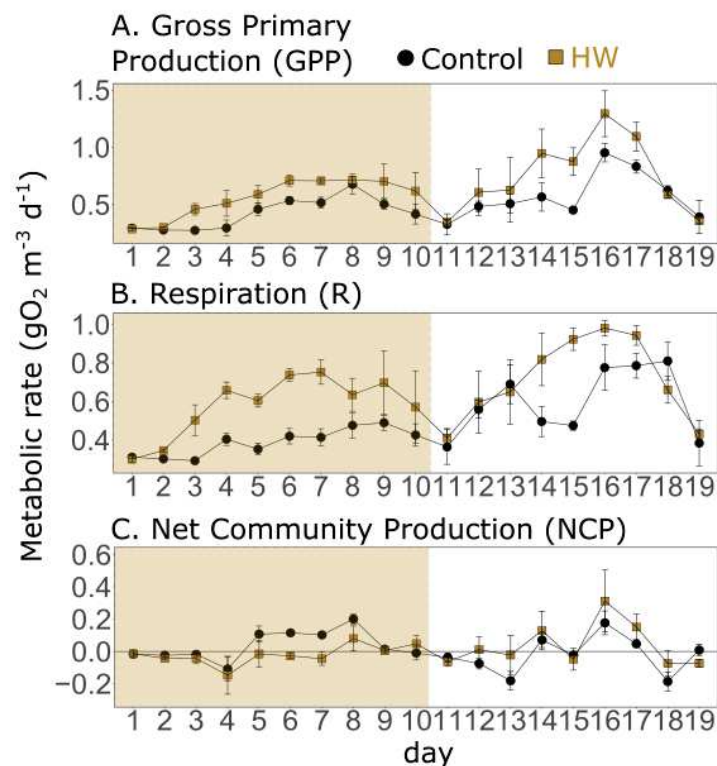 A. Gross Primary
Production (GPP) Control HW
1.5
1.0
0.5
1 2 3 4 5 6 7 8 9 10 11 12 13 14 15 16 17 18 19
B. Respiration (R)
1.0
0.8
0.6
0.4
1 2 3 4 5 6 7 8 9 10 11 12 13 14 15 16 17 18 19
C. Net Community Production (NCP)
0.6
0.4
0.2
0.0
−0.2
1 2 3 4 5 6 7 8 9 10 11 12 13 14 15 16 17 18 19
day
Metabolic rate (gO₂ m⁻³ d⁻¹)